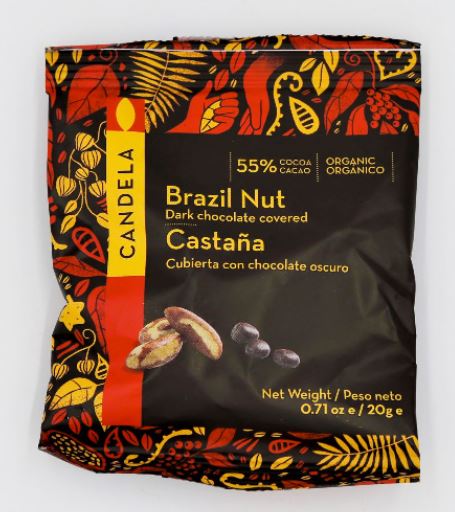 CANDELA
55% COCOA CACAO
ORGANIC
ORGÁNICO
Brazil Nut
Dark chocolate covered
Castaña
Cubierta con chocolate oscuro
Net Weight / Peso neto
0.71 oz e / 20g e